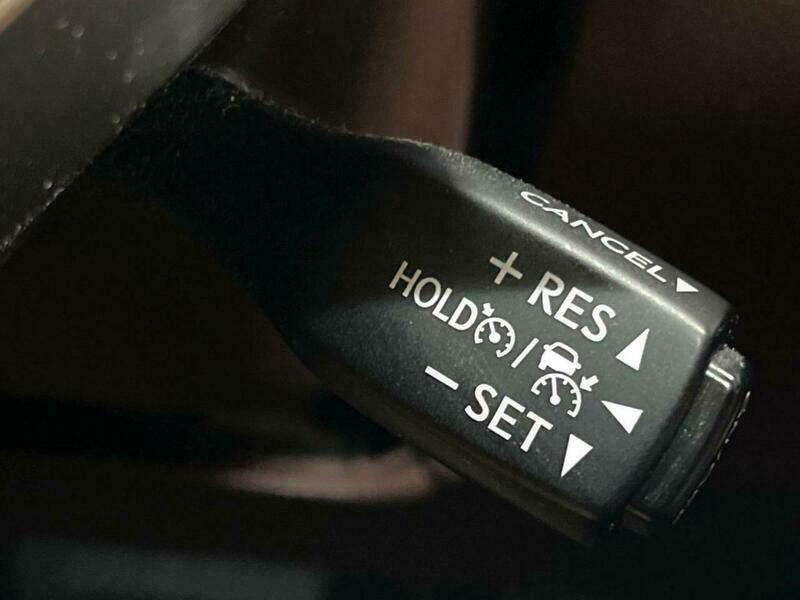 CANCEL
+ RES
HOLD /
− SET